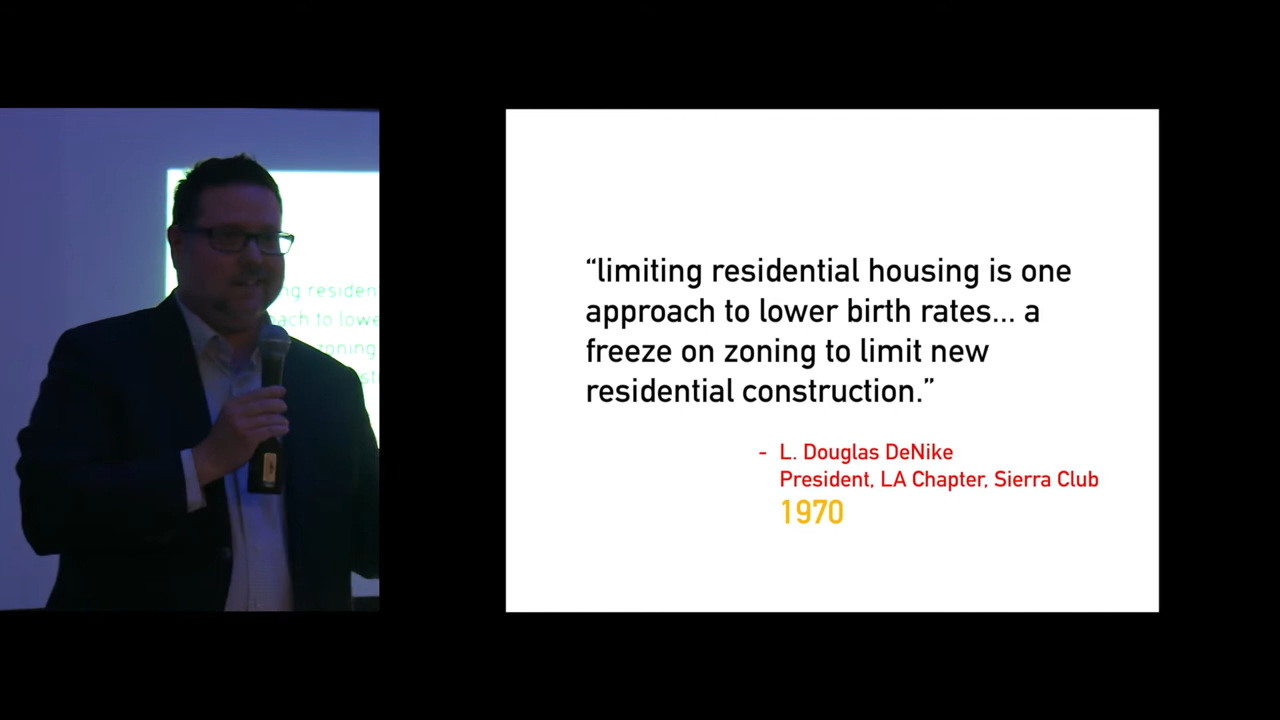 “limiting residential housing is one
approach to lower birth rates... a
freeze on zoning to limit new
residential construction.”
- L. Douglas DeNike
President, LA Chapter, Sierra Club
1970
zoning